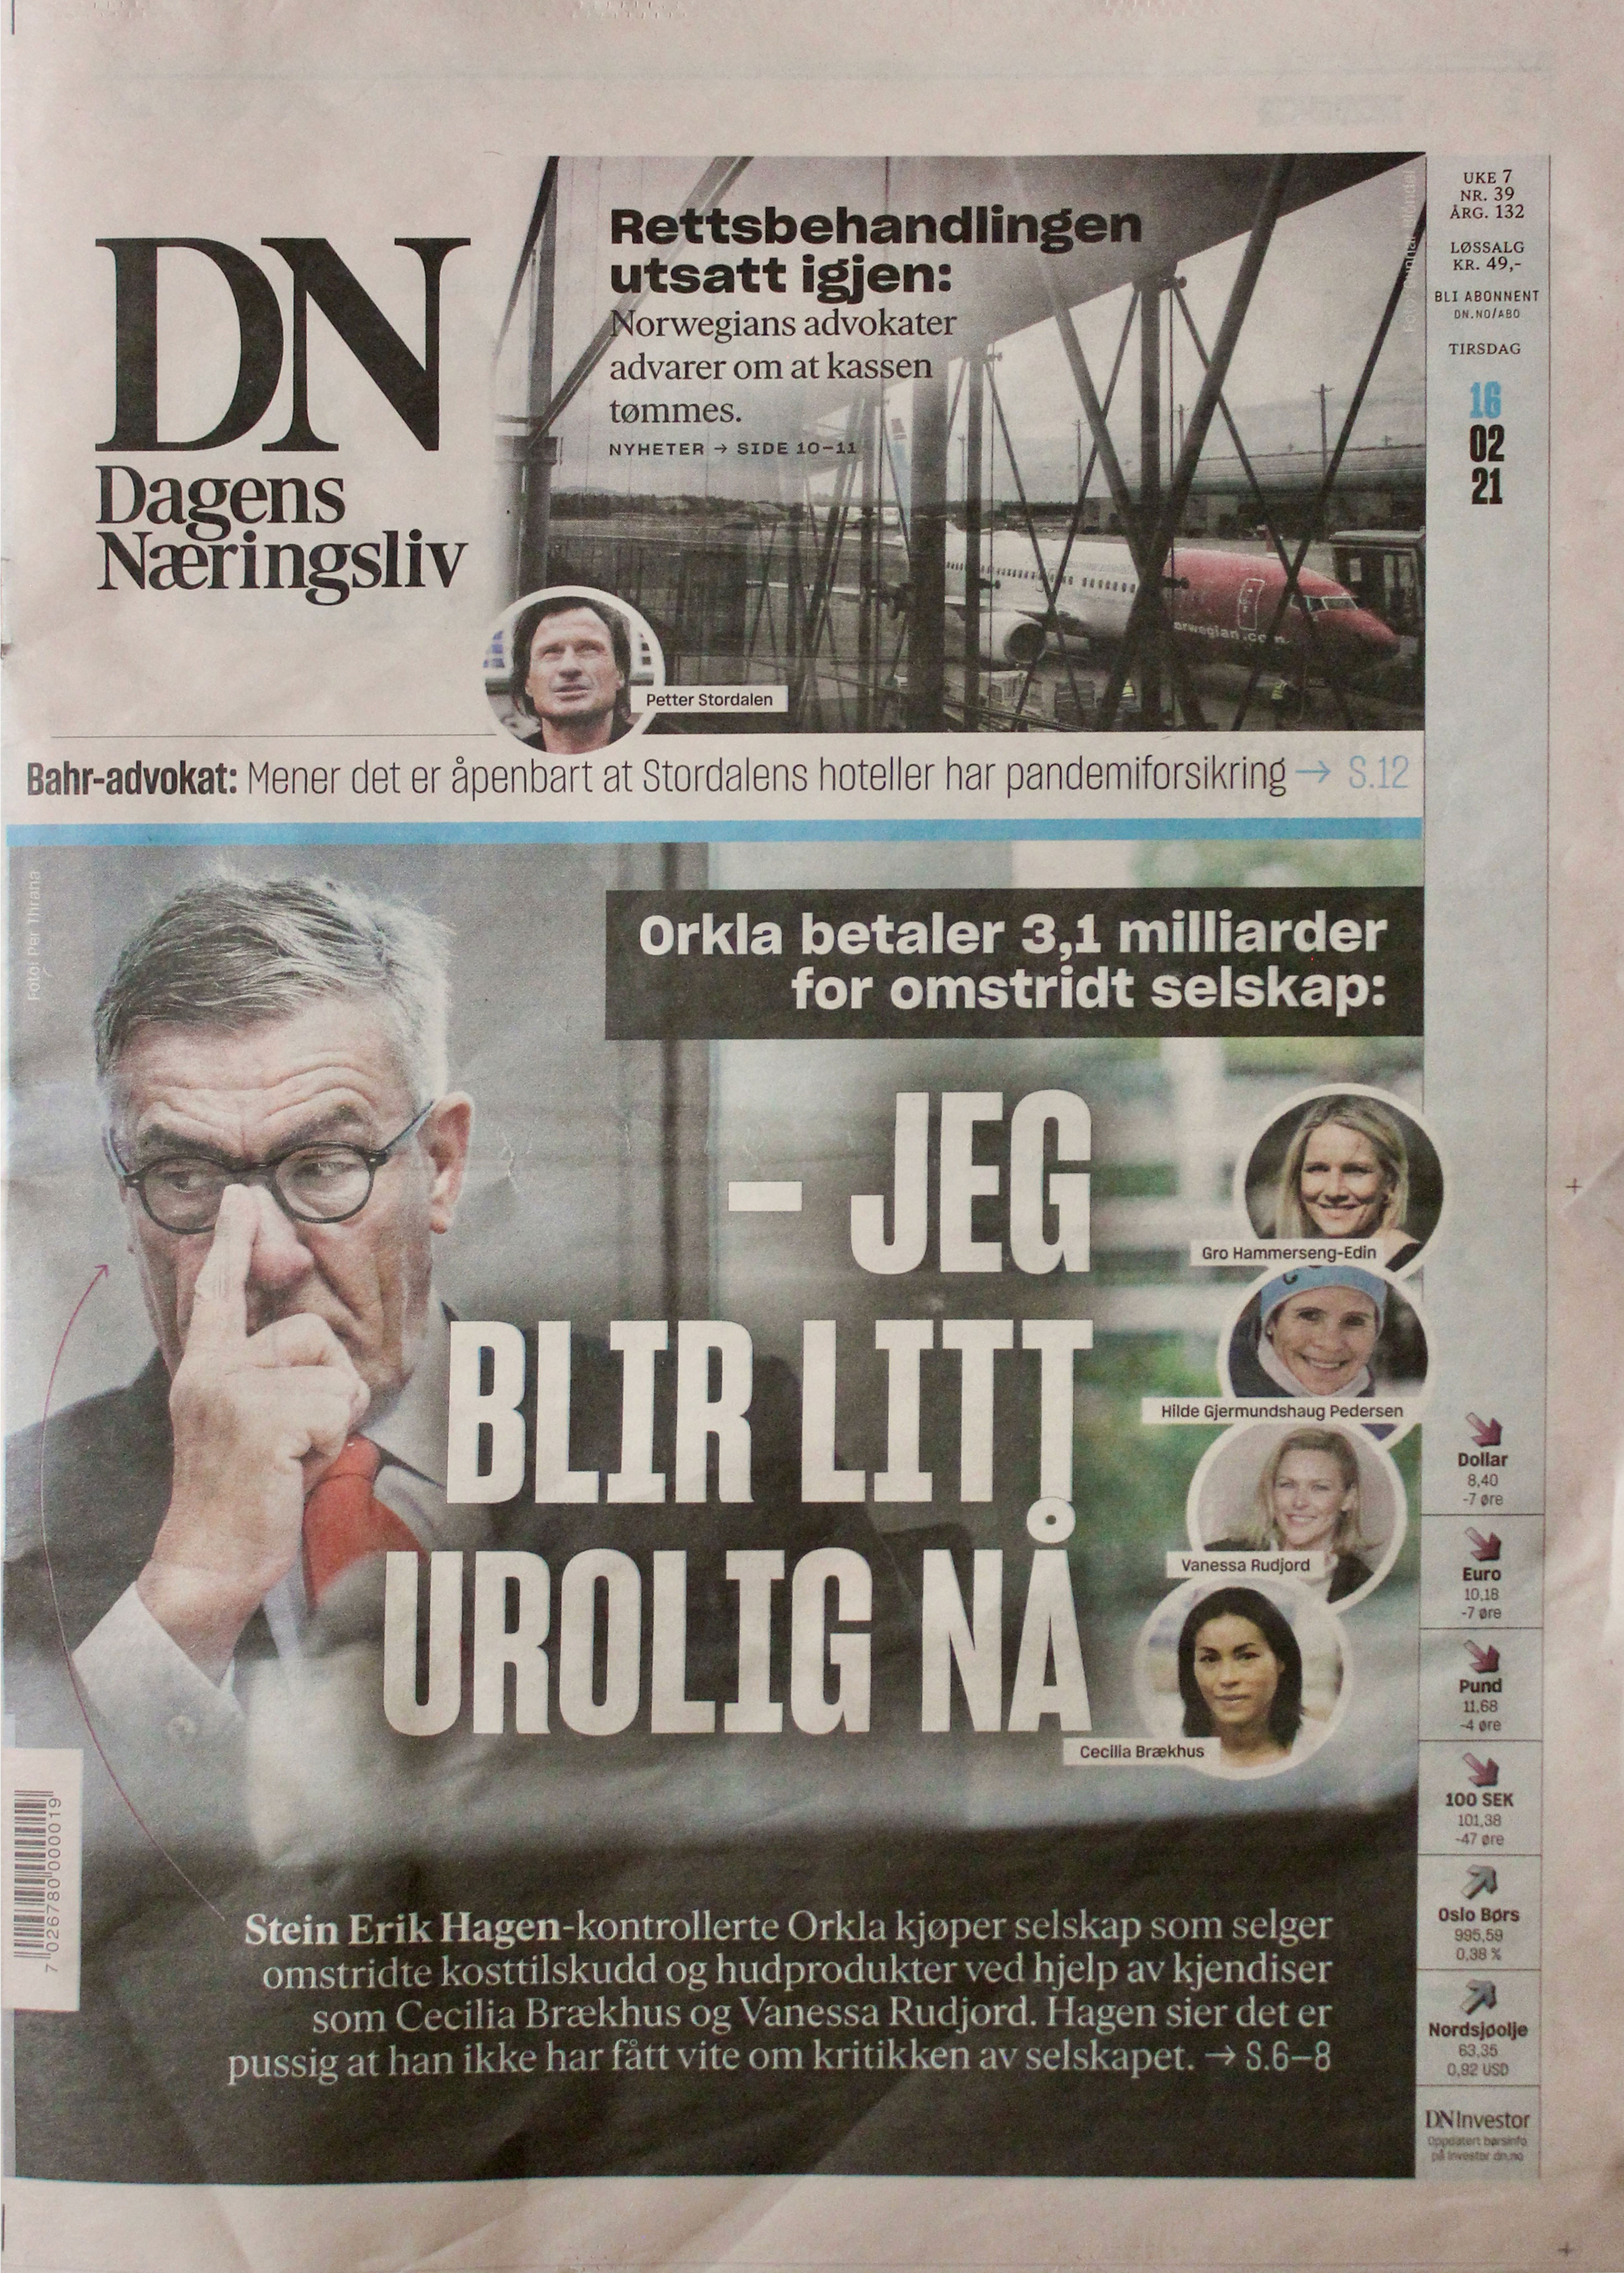 DN
Dagens
Næringsliv
Rettsbehandlingen
utsatt igjen:
Norwegians advokater
advarer om at kassen
tømmes.
NYHETER → SIDE 10–11
norwegian.com
Petter Stordalen
UKE 7
NR. 39
ÅRG. 132
LØSSALG
KR. 49,-
BLI ABONNENT
DN.NO/ABO
TIRSDAG
16
02
21
Bahr-advokat: Mener det er åpenbart at Stordalens hoteller har pandemiforsikring → S.12
Foto: Per Thrana
Orkla betaler 3,1 milliarder
for omstridt selskap:
– JEG
BLIR LITT
UROLIG NÅ
Gro Hammerseng-Edin
Hilde Gjermundshaug Pedersen
Vanessa Rudjord
Cecilia Brækhus
Stein Erik Hagen-kontrollerte Orkla kjøper selskap som selger
omstridte kosttilskudd og hudprodukter ved hjelp av kjendiser
som Cecilia Brækhus og Vanessa Rudjord. Hagen sier det er
pussig at han ikke har fått vite om kritikken av selskapet. → S.6–8
7 026780 000019
Dollar
8,40
-7 øre
Euro
10,18
-7 øre
Pund
11,68
-4 øre
100 SEK
101,38
-47 øre
Oslo Børs
995,59
0,38 %
Nordsjøolje
63,35
0,92 USD
DN Investor
Oppdatert børsinfo
på investor.dn.no